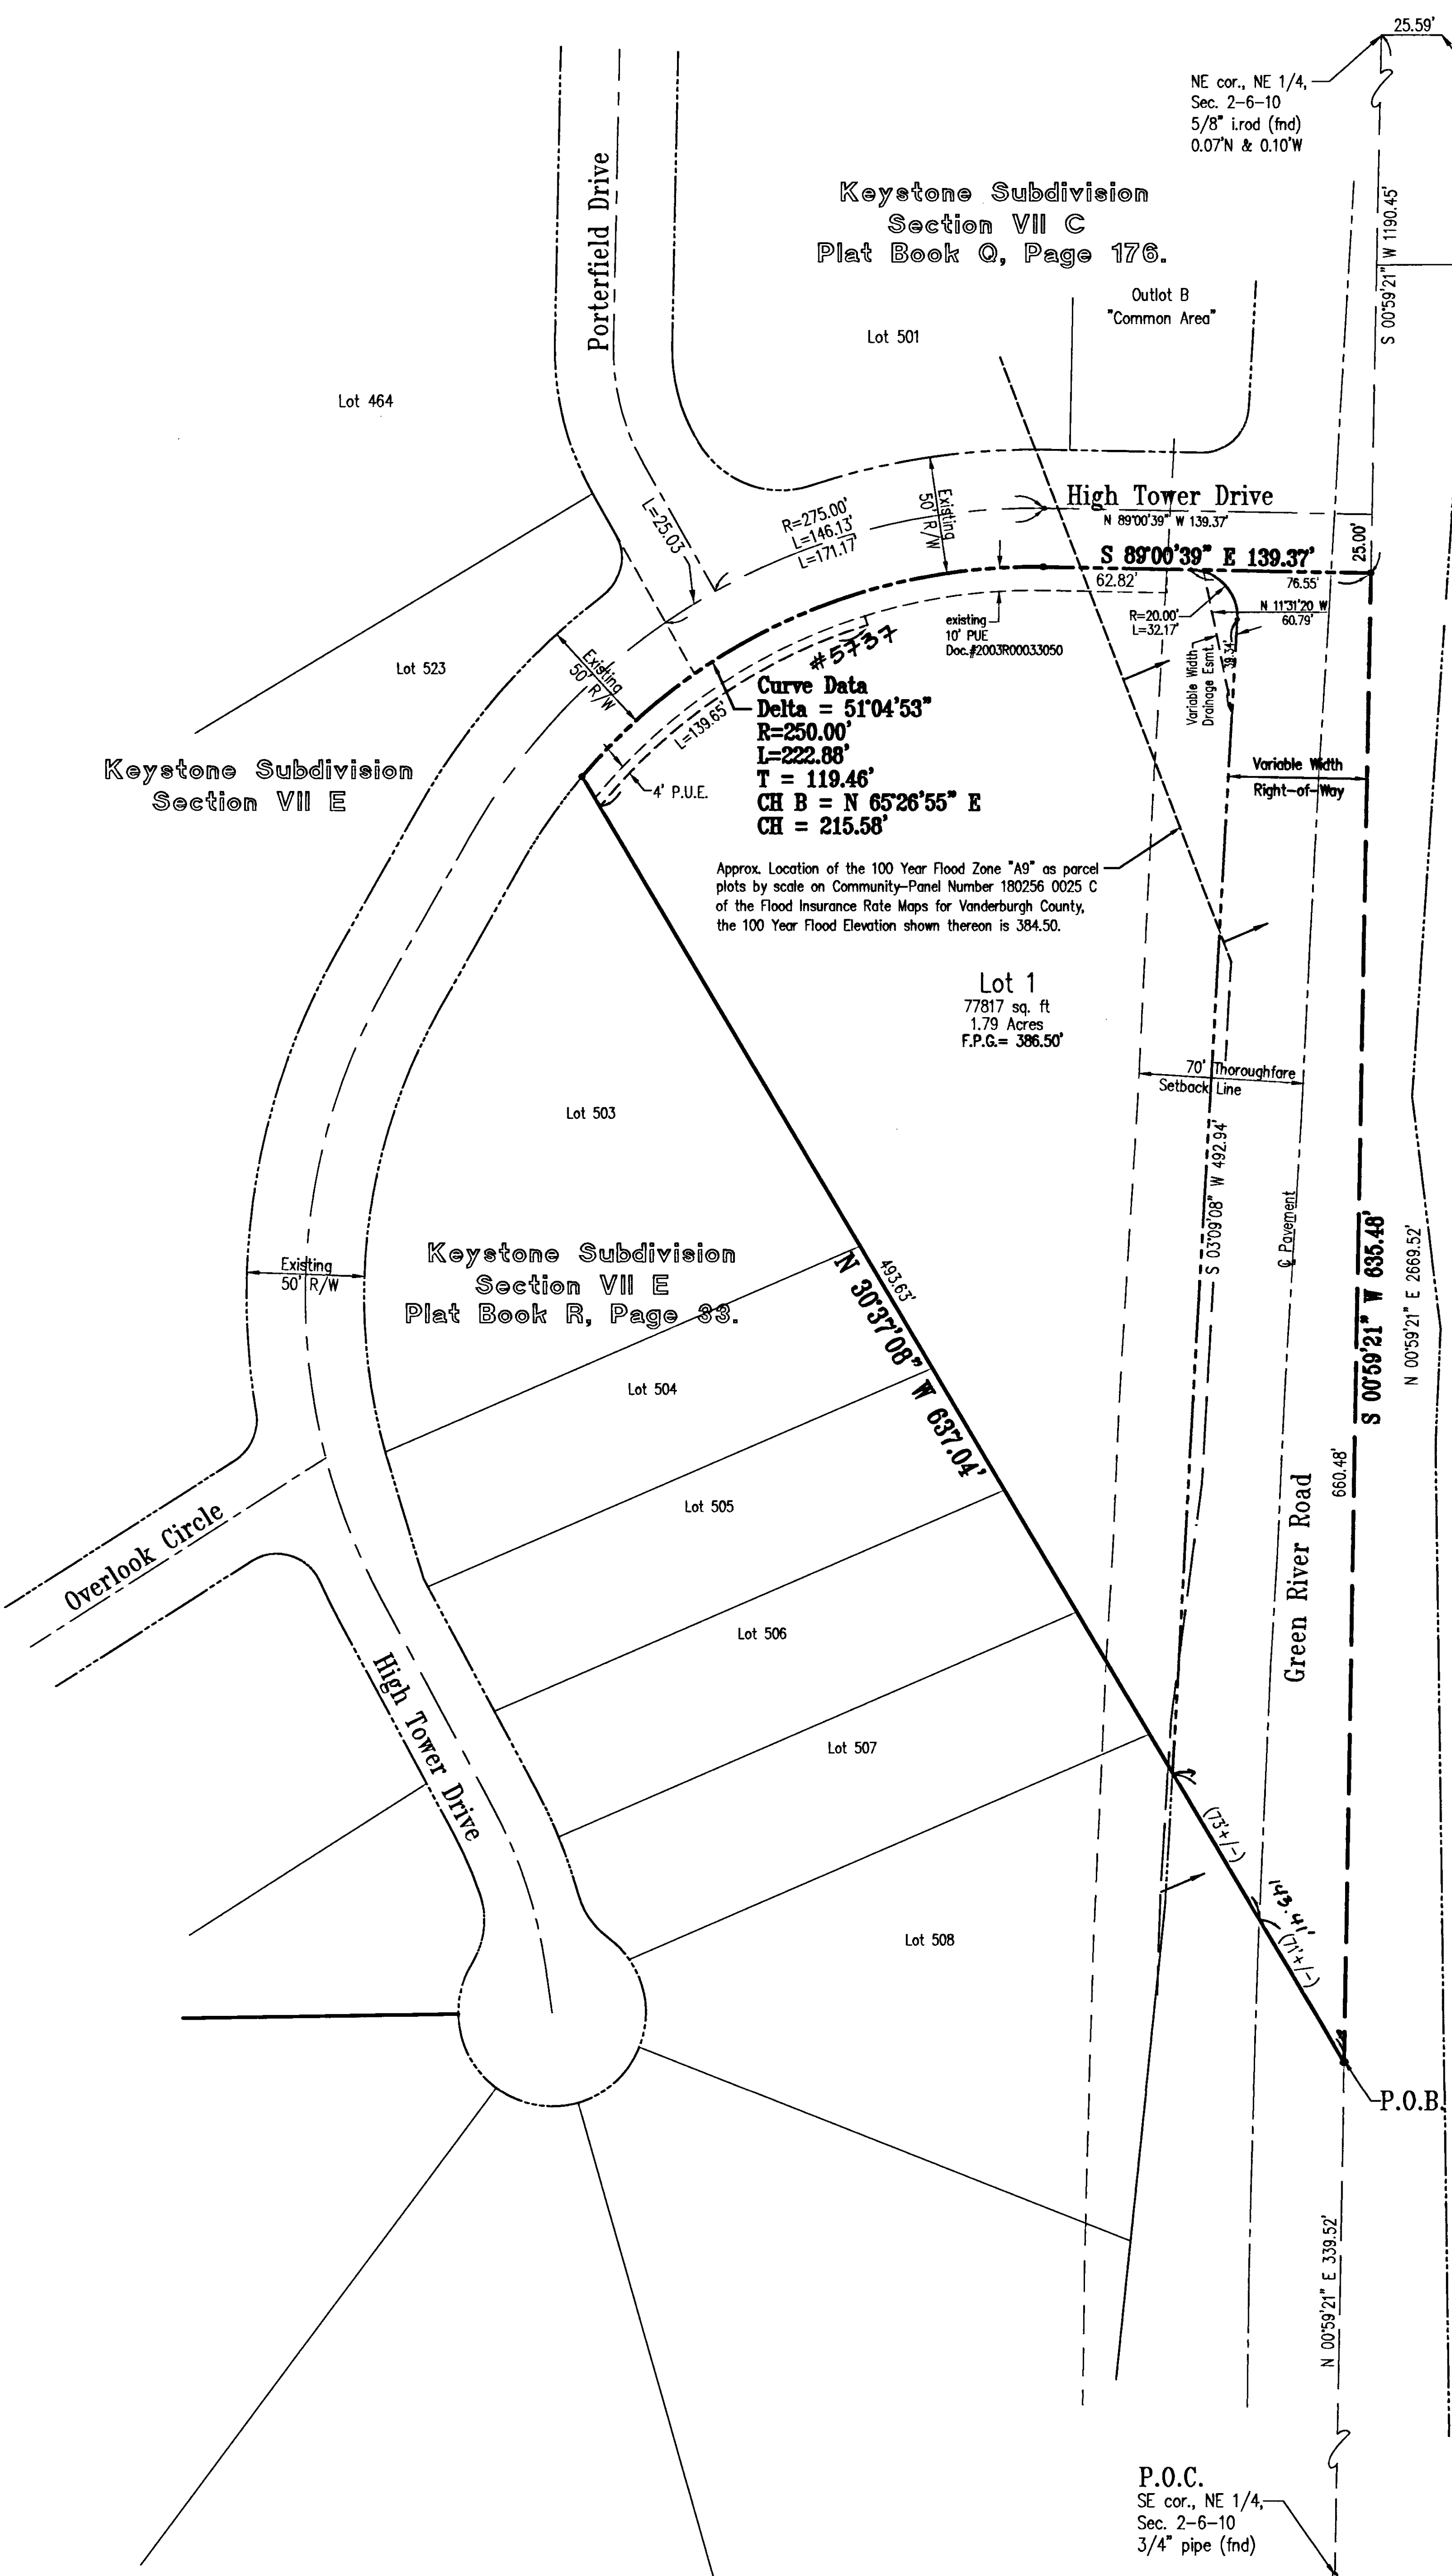 25.59'
NE cor., NE 1/4,
Sec. 2-6-10
5/8" i.rod (fnd)
0.07'N & 0.10'W
S 00°59'21" W 1190.45'
Keystone Subdivision
Section VII C
Plat Book Q, Page 176.
Porterfield Drive
Outlot B
"Common Area"
Lot 501
Lot 464
L=25.03
R=275.00'
L=146.13'
L=171.17'
Existing
50' R/W
High Tower Drive
N 89°00'39" W 139.37'
25.00'
S 89°00'39" E 139.37'
62.82'
76.55'
R=20.00'
L=32.17'
N 11°31'20 W
60.79'
39.34'
existing
10' PUE
Doc.#2003R00033050
Variable Width
Drainage Esmt.
#5737
Lot 523
Existing
50' R/W
L=139.65'
4' P.U.E.
Curve Data
Delta = 51°04'53"
R=250.00'
L=222.88'
T = 119.46'
CH B = N 65°26'55" E
CH = 215.58'
Keystone Subdivision
Section VII E
Variable Width
Right-of-Way
Approx. Location of the 100 Year Flood Zone "A9" as parcel
plots by scale on Community-Panel Number 180256 0025 C
of the Flood Insurance Rate Maps for Vanderburgh County,
the 100 Year Flood Elevation shown thereon is 384.50.
Lot 1
77817 sq. ft
1.79 Acres
F.P.G.= 386.50'
70' Thoroughfare
Setback Line
Lot 503
S 03°09'08" W 492.94'
℄ Pavement
S 00°59'21" W 635.48'
N 00°59'21" E 2669.52'
Existing
50' R/W
Keystone Subdivision
Section VII E
Plat Book R, Page 33.
493.63'
N 30°37'08" W 637.04'
Lot 504
660.48'
Lot 505
Overlook Circle
Green River Road
Lot 506
High Tower Drive
Lot 507
(73'+/-)
143.41'
(71'+/-)
Lot 508
P.O.B.
N 00°59'21" E 339.52'
P.O.C.
SE cor., NE 1/4,
Sec. 2-6-10
3/4" pipe (fnd)